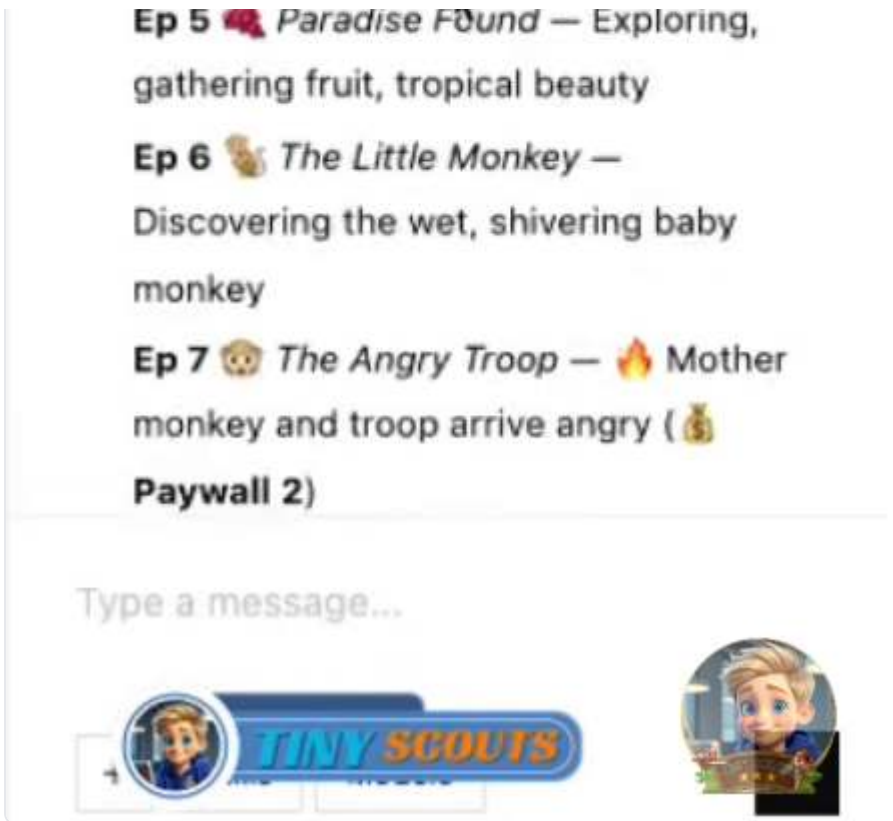 Ep 5 🍇 Paradise Found — Exploring,
gathering fruit, tropical beauty
Ep 6 🐒 The Little Monkey —
Discovering the wet, shivering baby
monkey
Ep 7 🐵 The Angry Troop — 🔥 Mother
monkey and troop arrive angry (💰
Paywall 2)
Type a message...
TINY SCOUTS